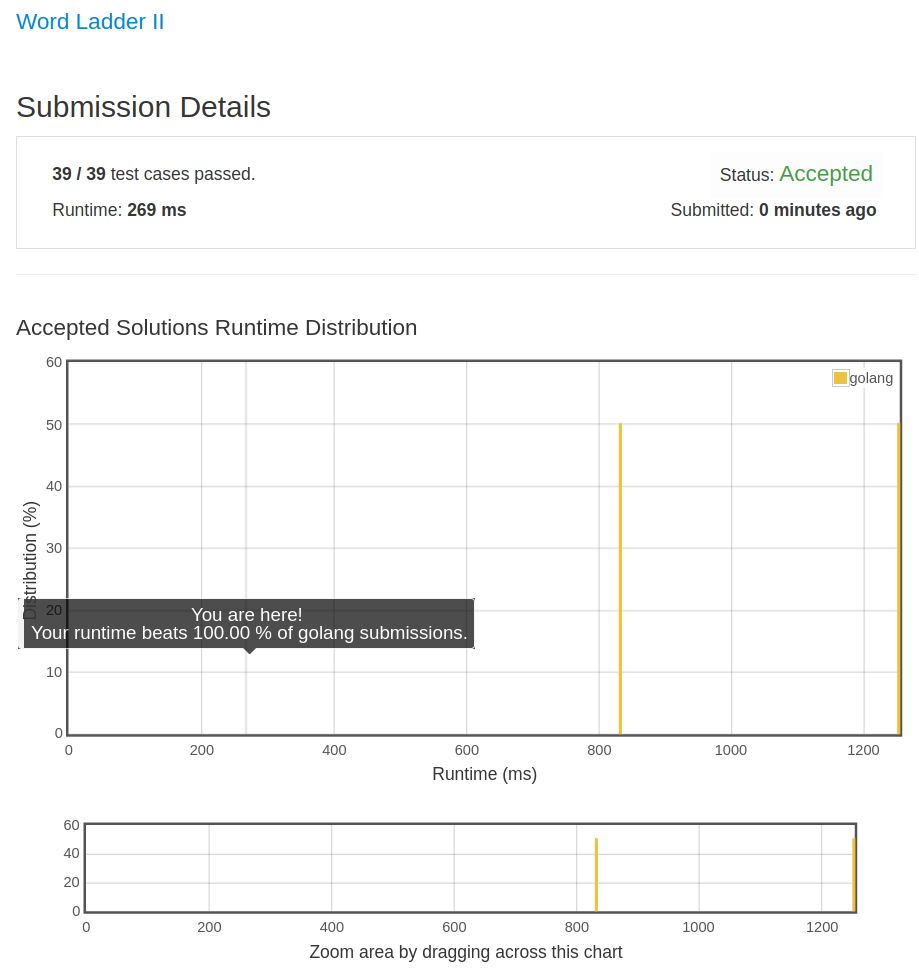 Word Ladder II
Submission Details
39 / 39 test cases passed.
Status: Accepted
Runtime: 269 ms
Submitted: 0 minutes ago
Accepted Solutions Runtime Distribution
60
50
40
30
20
10
0
Distribution (%)
golang
You are here!
Your runtime beats 100.00 % of golang submissions.
0 200 400 600 800 1000 1200
Runtime (ms)
60
40
20
0
0 200 400 600 800 1000 1200
Zoom area by dragging across this chart